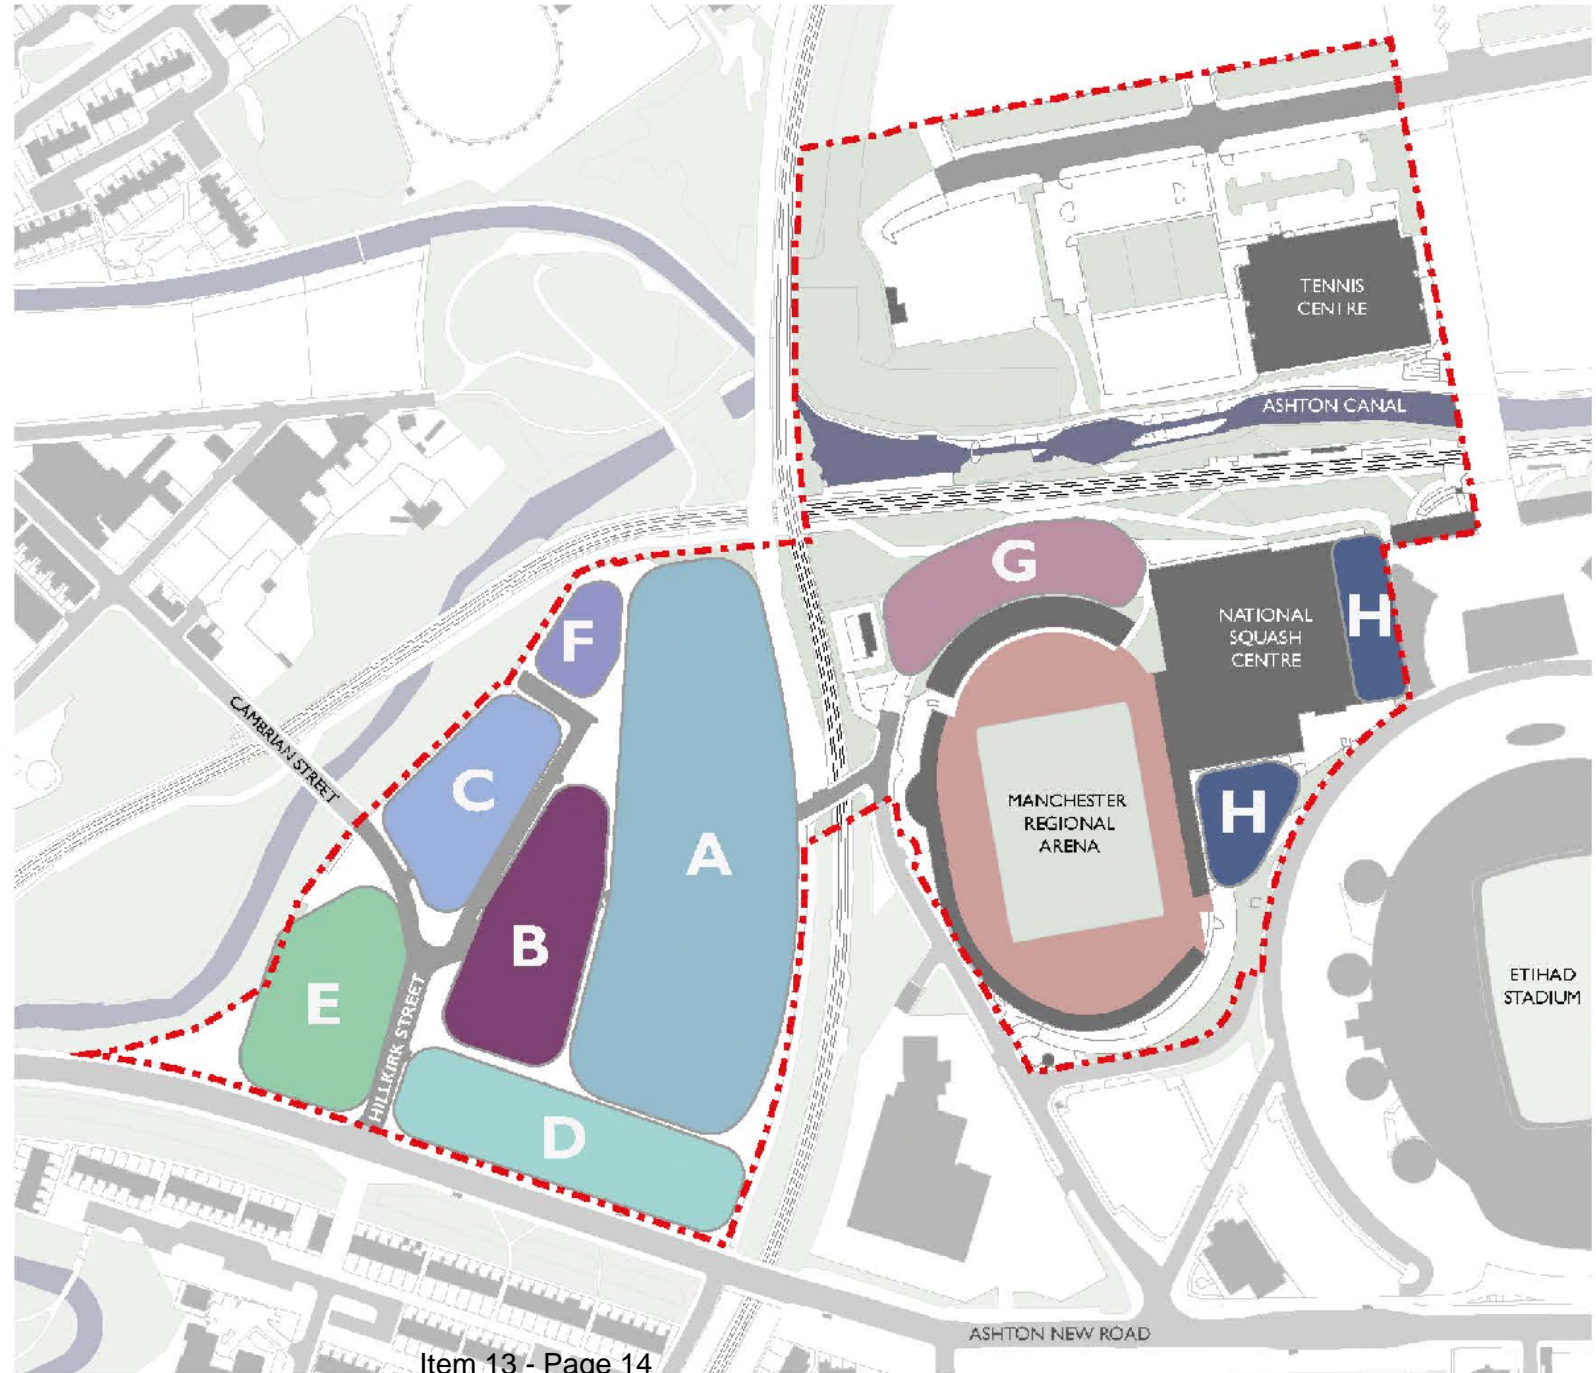 TENNIS
CENTRE
ASHTON CANAL
G
H
NATIONAL
SQUASH
CENTRE
F
CAMBRIAN STREET
C
A
H
MANCHESTER
REGIONAL
ARENA
B
E
ETIHAD
STADIUM
HILLKIRK STREET
D
ASHTON NEW ROAD
Item 13 - Page 14